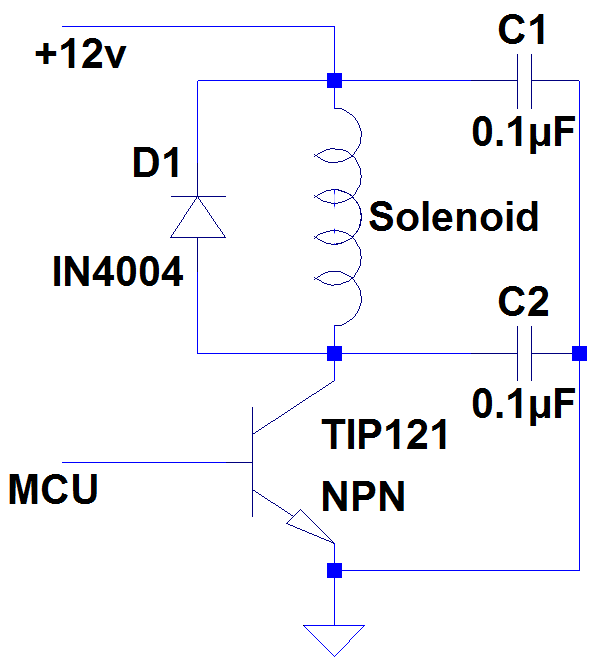 +12v
C1
0.1µF
D1
Solenoid
IN4004
C2
0.1µF
TIP121
MCU
NPN